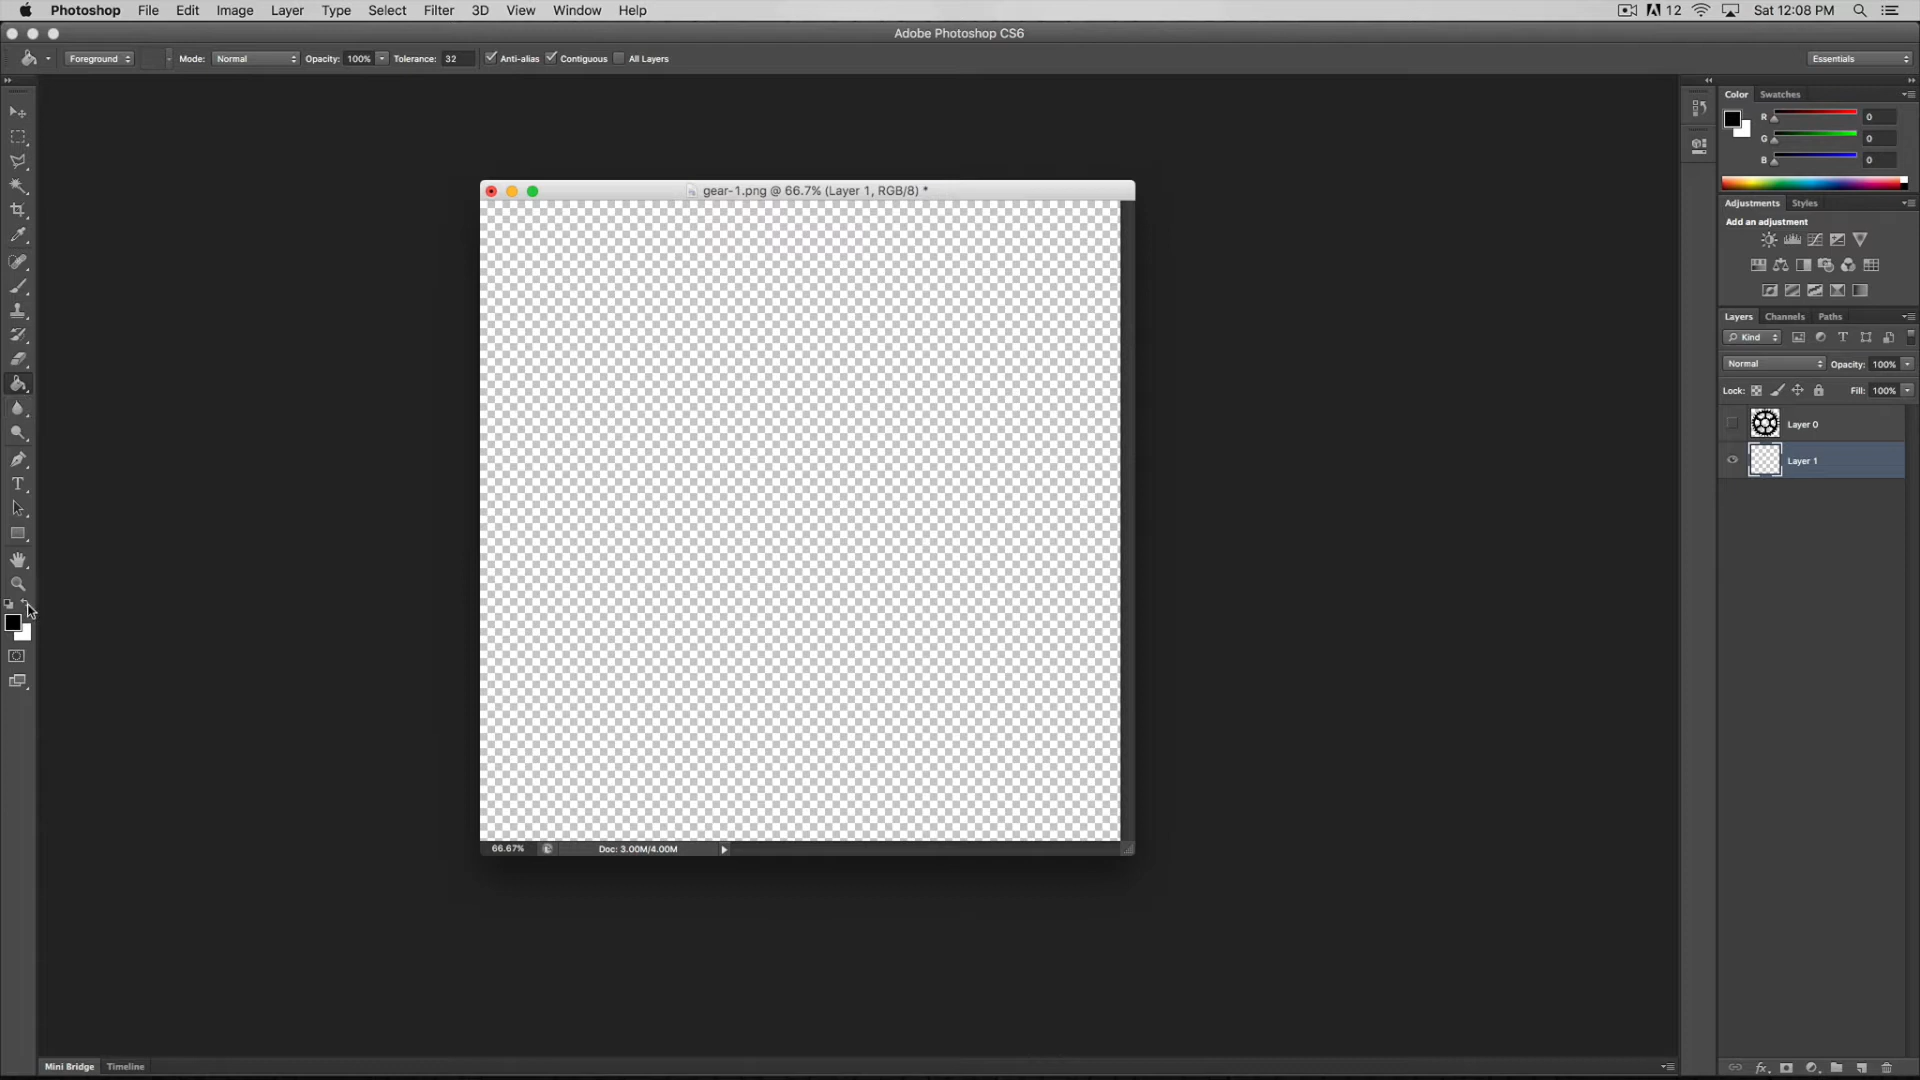 Photoshop File Edit Image Layer Type Select Filter 3D View Window Help 12 Sat 12:08 PM
Adobe Photoshop CS6
Foreground Mode: Normal Opacity: 100% Tolerance: 32 Anti-alias Contiguous All Layers Essentials
Color Swatches
R 0
G 0
B 0
gear-1.png @ 66.7% (Layer 1, RGB/8) *
Adjustments Styles
Add an adjustment
Layers Channels Paths
Kind
Normal Opacity: 100%
Lock: Fill: 100%
Layer 0
Layer 1
66.67% Doc: 3.00M/4.00M
Mini Bridge Timeline